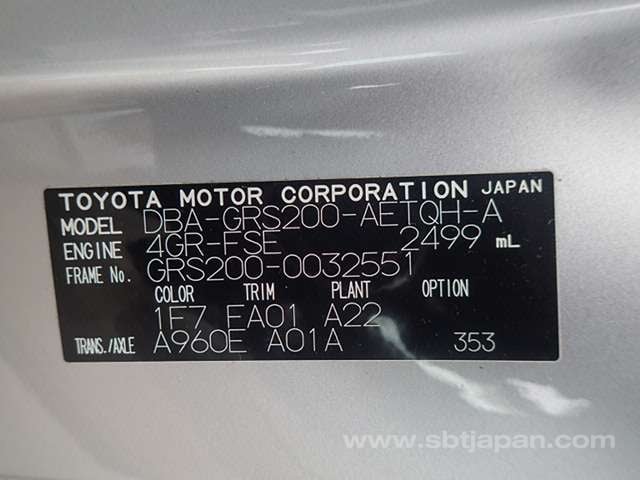 TOYOTA MOTOR CORPORATION JAPAN
MODEL DBA-GRS200-AETQH-A
ENGINE 4GR-FSE 2499 mL
FRAME No. GRS200-0032551
COLOR TRIM PLANT OPTION
1F7 FA01 A22
TRANS./AXLE A960E A01A 353
www.sbtjapan.com